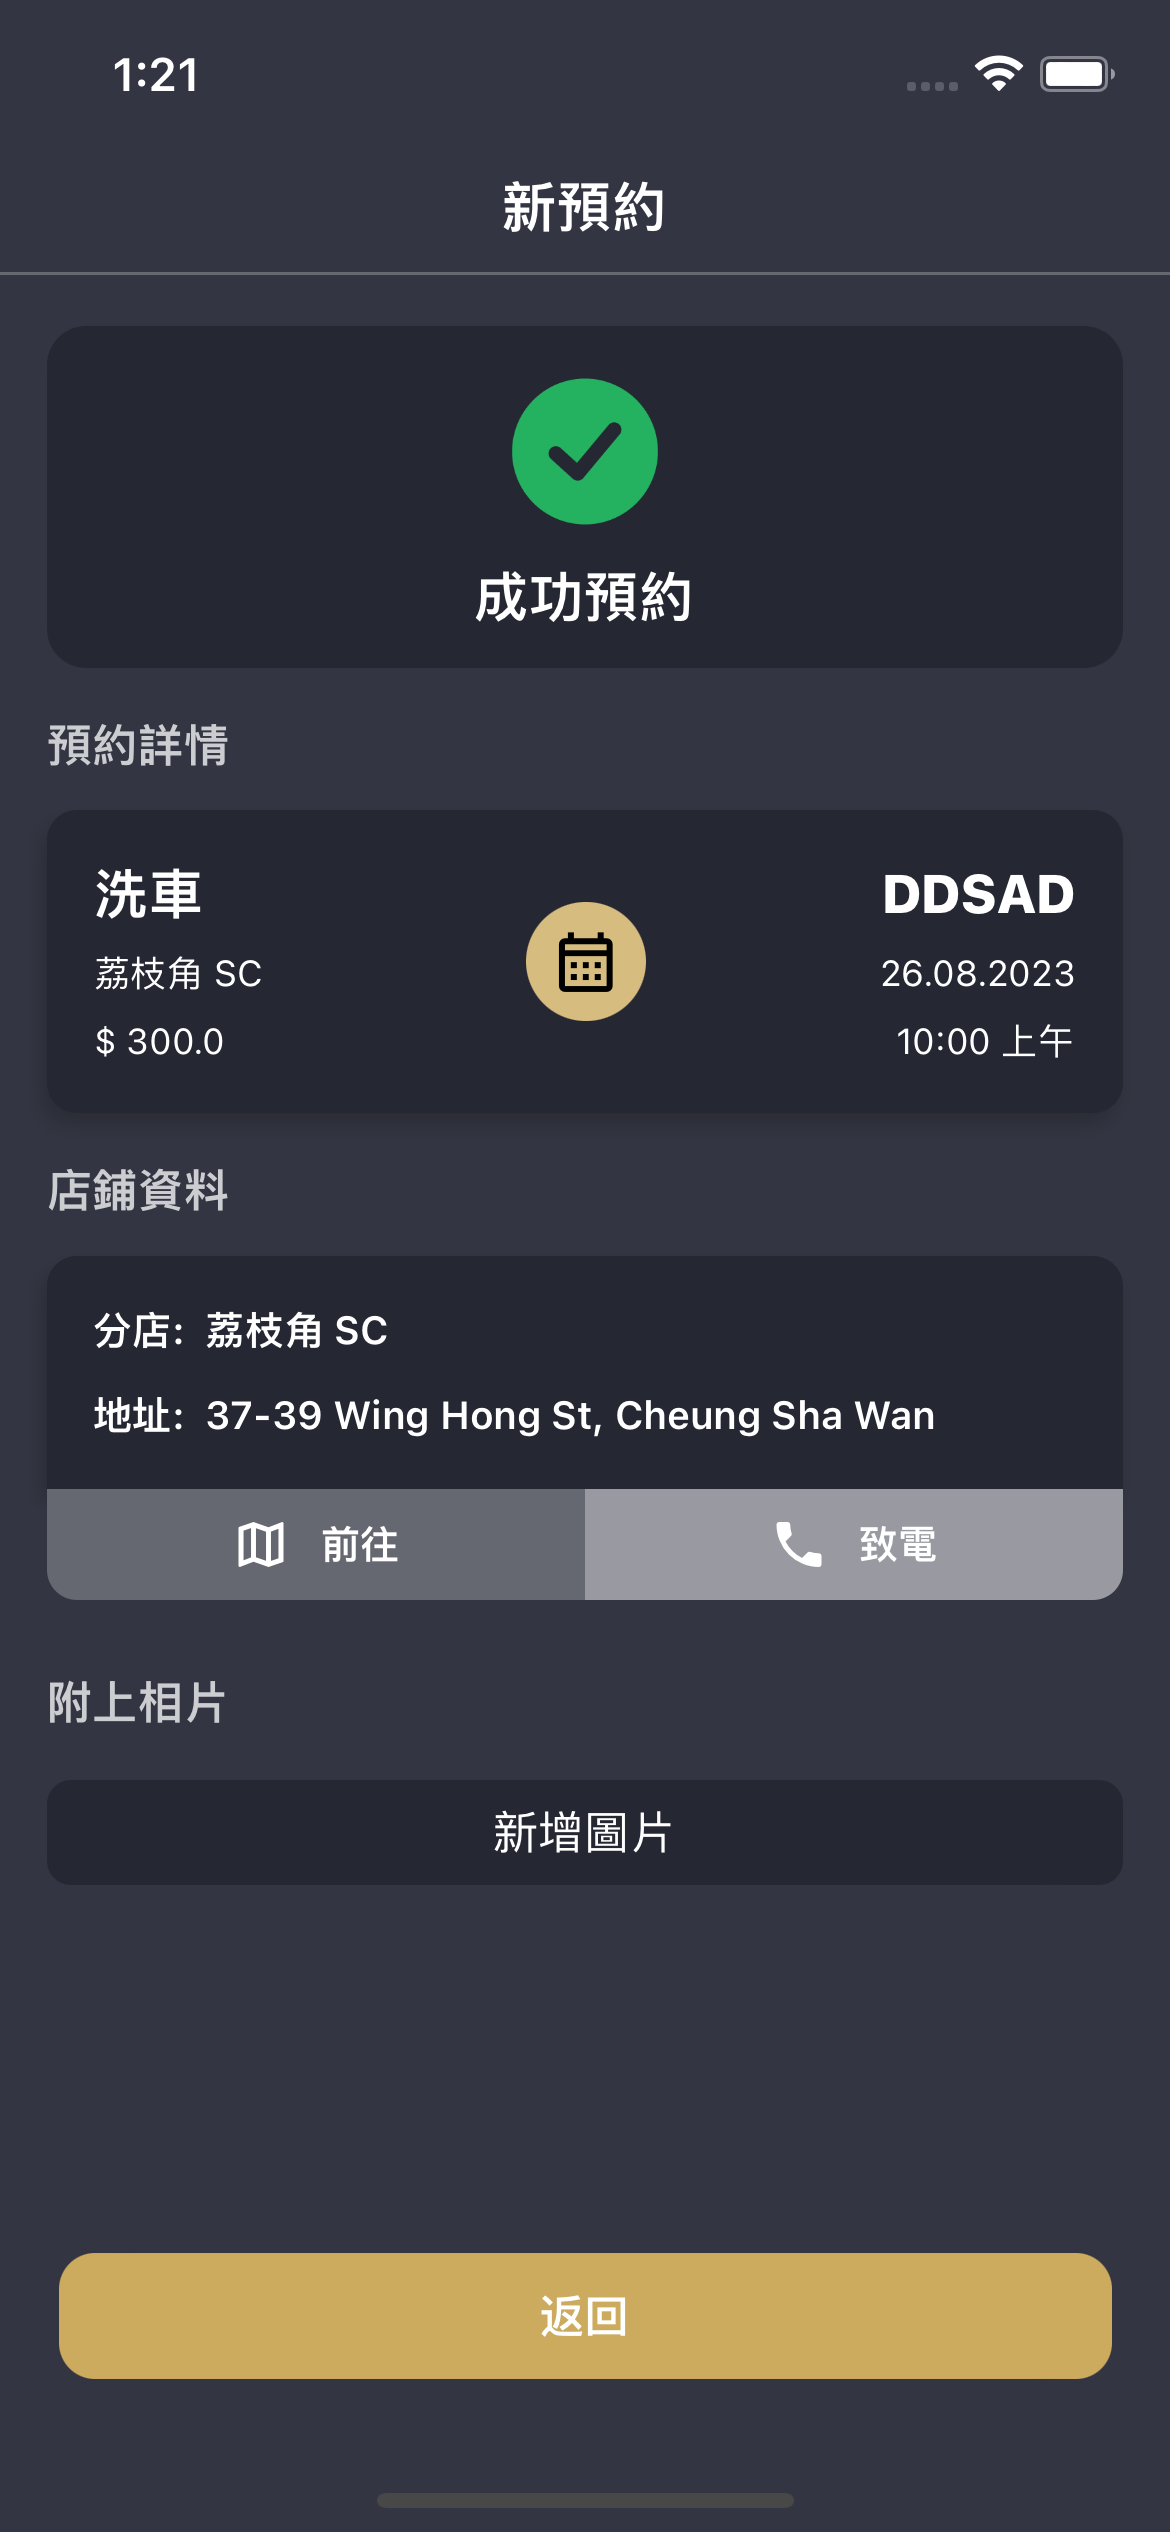 1:21
新預約
成功預約
預約詳情
洗車
DDSAD
荔枝角 SC
26.08.2023
$ 300.0
10:00 上午
店鋪資料
分店: 荔枝角 SC
地址: 37-39 Wing Hong St, Cheung Sha Wan
前往
致電
附上相片
新增圖片
返回